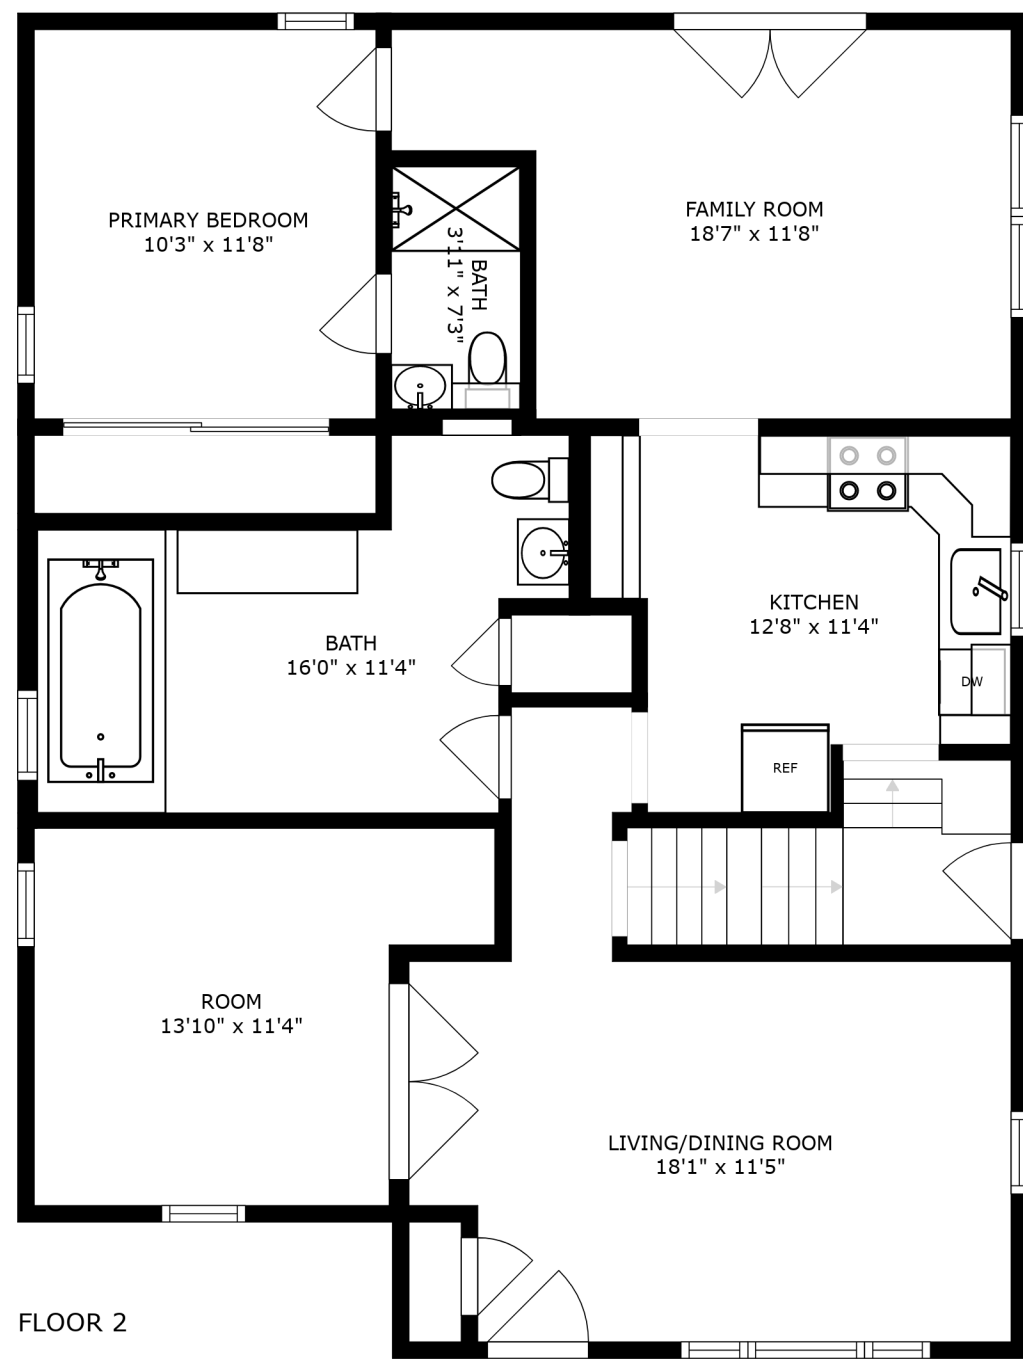 PRIMARY BEDROOM
10'3" x 11'8"
FAMILY ROOM
18'7" x 11'8"
BATH
3'11" x 7'3"
KITCHEN
12'8" x 11'4"
BATH
16'0" x 11'4"
DW
REF
ROOM
13'10" x 11'4"
LIVING/DINING ROOM
18'1" x 11'5"
FLOOR 2